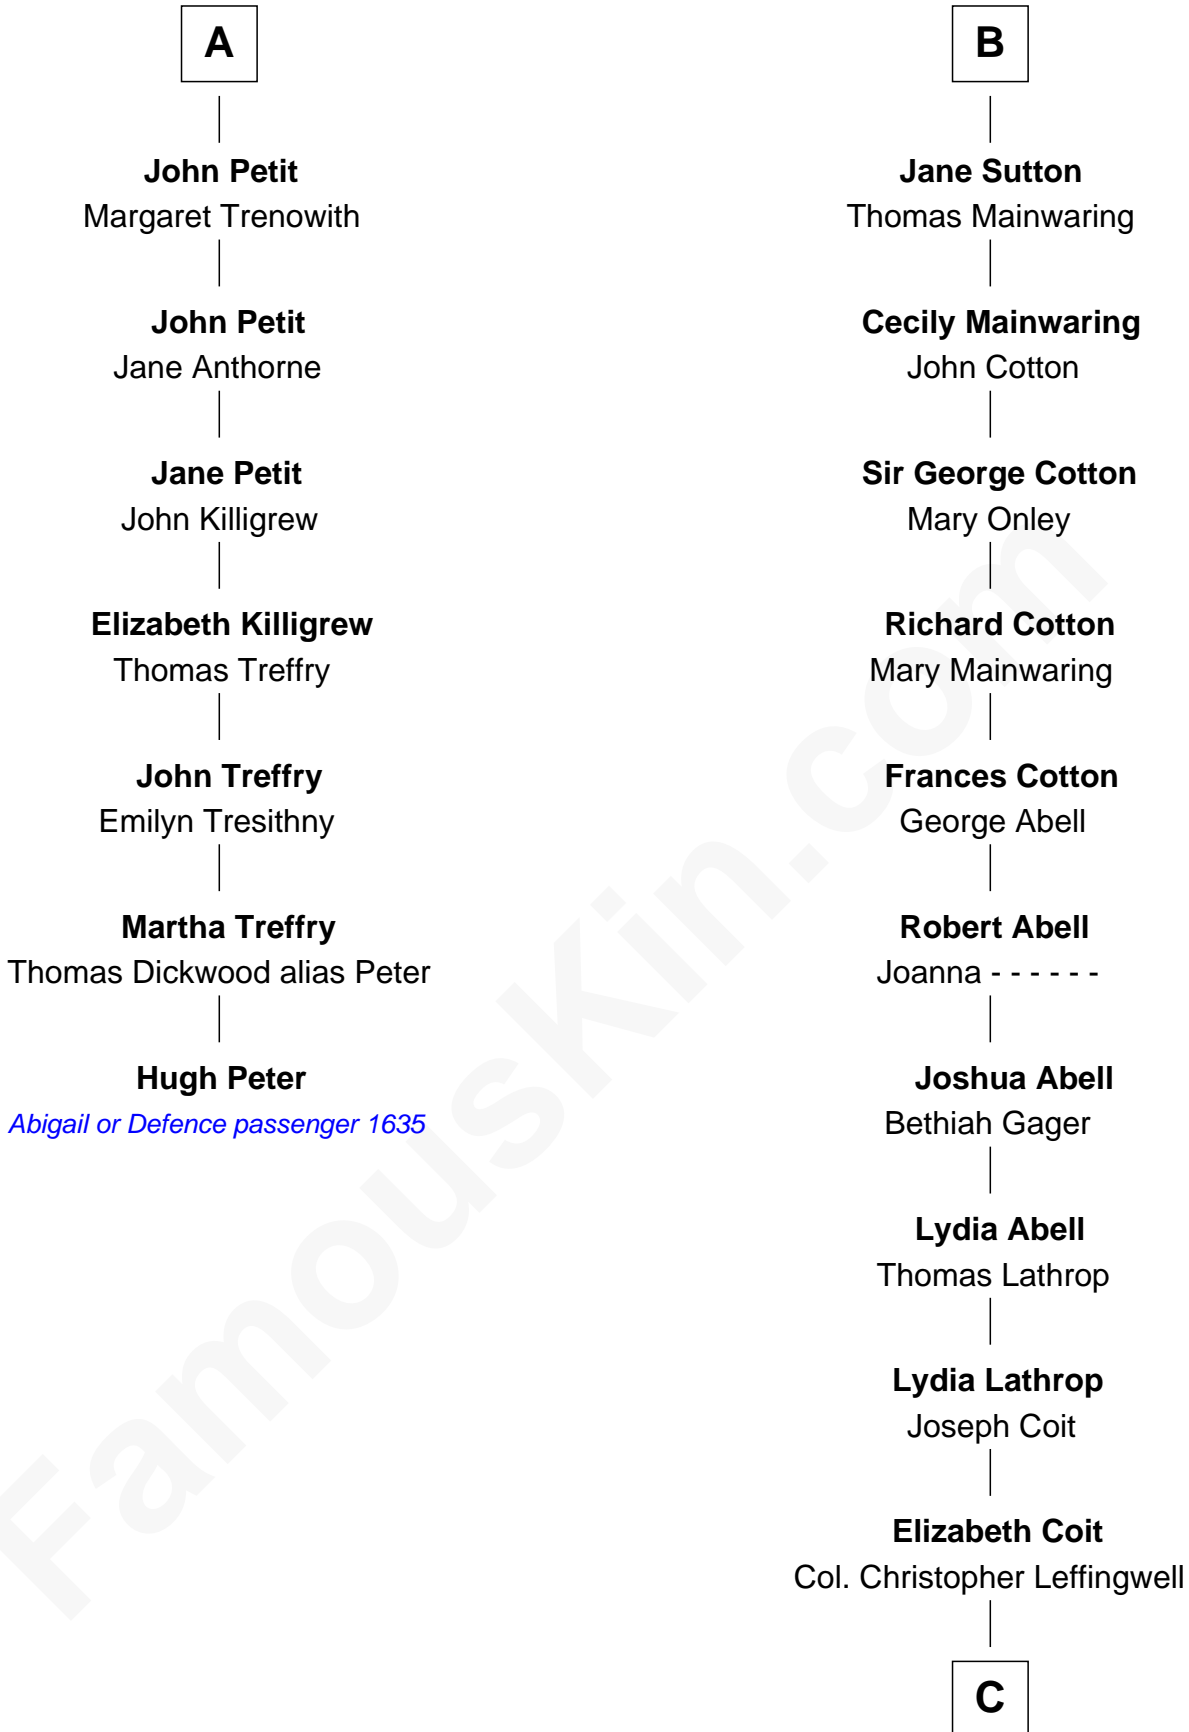 A
John Petit
Margaret Trenowith
John Petit
Jane Anthorne
Jane Petit
John Killigrew
Elizabeth Killigrew
Thomas Treffry
John Treffry
Emilyn Tresithny
Martha Treffry
Thomas Dickwood alias Peter
Hugh Peter
Abigail or Defence passenger 1635
B
Jane Sutton
Thomas Mainwaring
Cecily Mainwaring
John Cotton
Sir George Cotton
Mary Onley
Richard Cotton
Mary Mainwaring
Frances Cotton
George Abell
Robert Abell
Joanna - - - - - -
Joshua Abell
Bethiah Gager
Lydia Abell
Thomas Lathrop
Lydia Lathrop
Joseph Coit
Elizabeth Coit
Col. Christopher Leffingwell
C
FamousKin.com